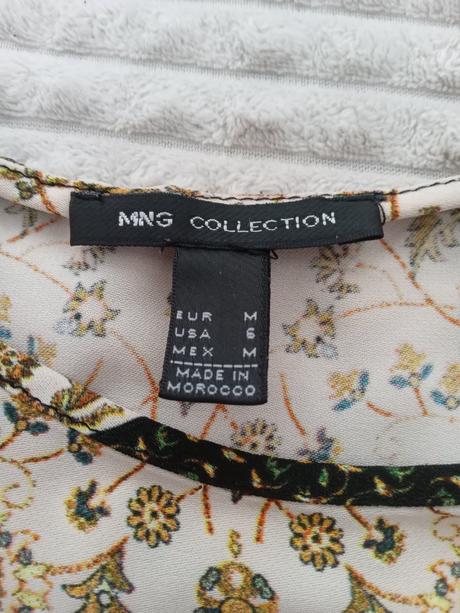 MNG COLLECTION
EUR M
USA 6
MEX M
MADE IN
MOROCCO